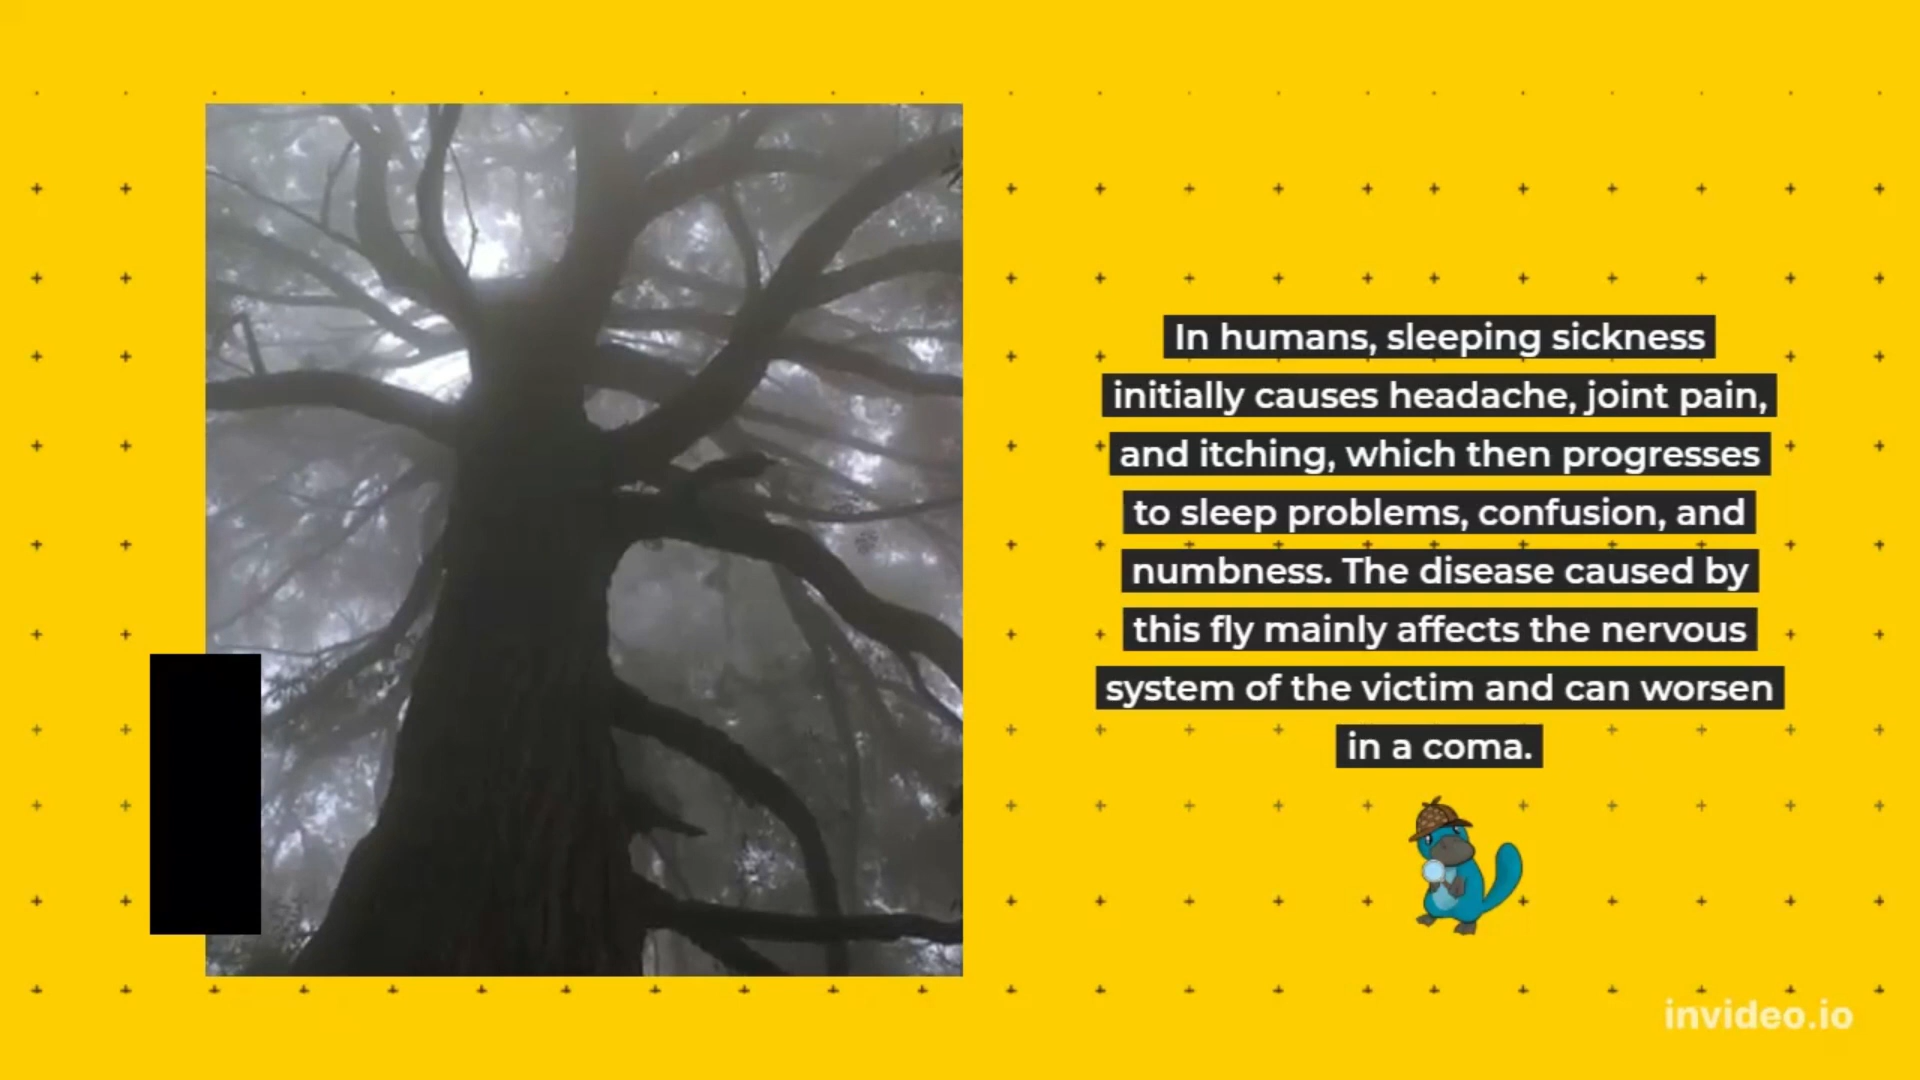 In humans, sleeping sickness
initially causes headache, joint pain,
and itching, which then progresses
to sleep problems, confusion, and
numbness. The disease caused by
this fly mainly affects the nervous
system of the victim and can worsen
in a coma.
invideo.io